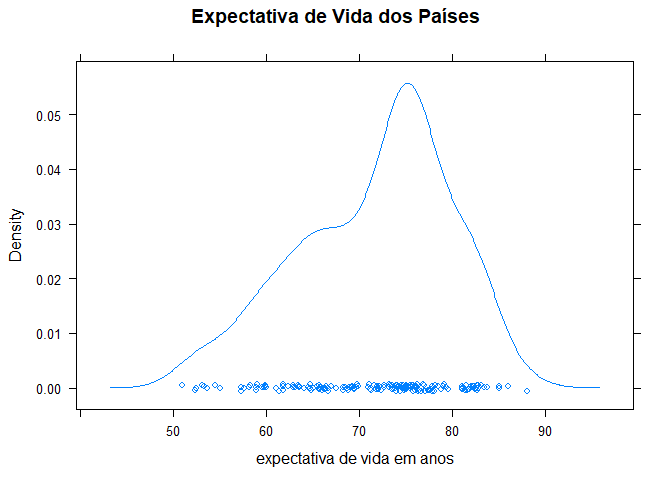 Expectativa de Vida dos Países
0.05
0.04
0.03
0.02
0.01
0.00
Density
50 60 70 80 90
expectativa de vida em anos